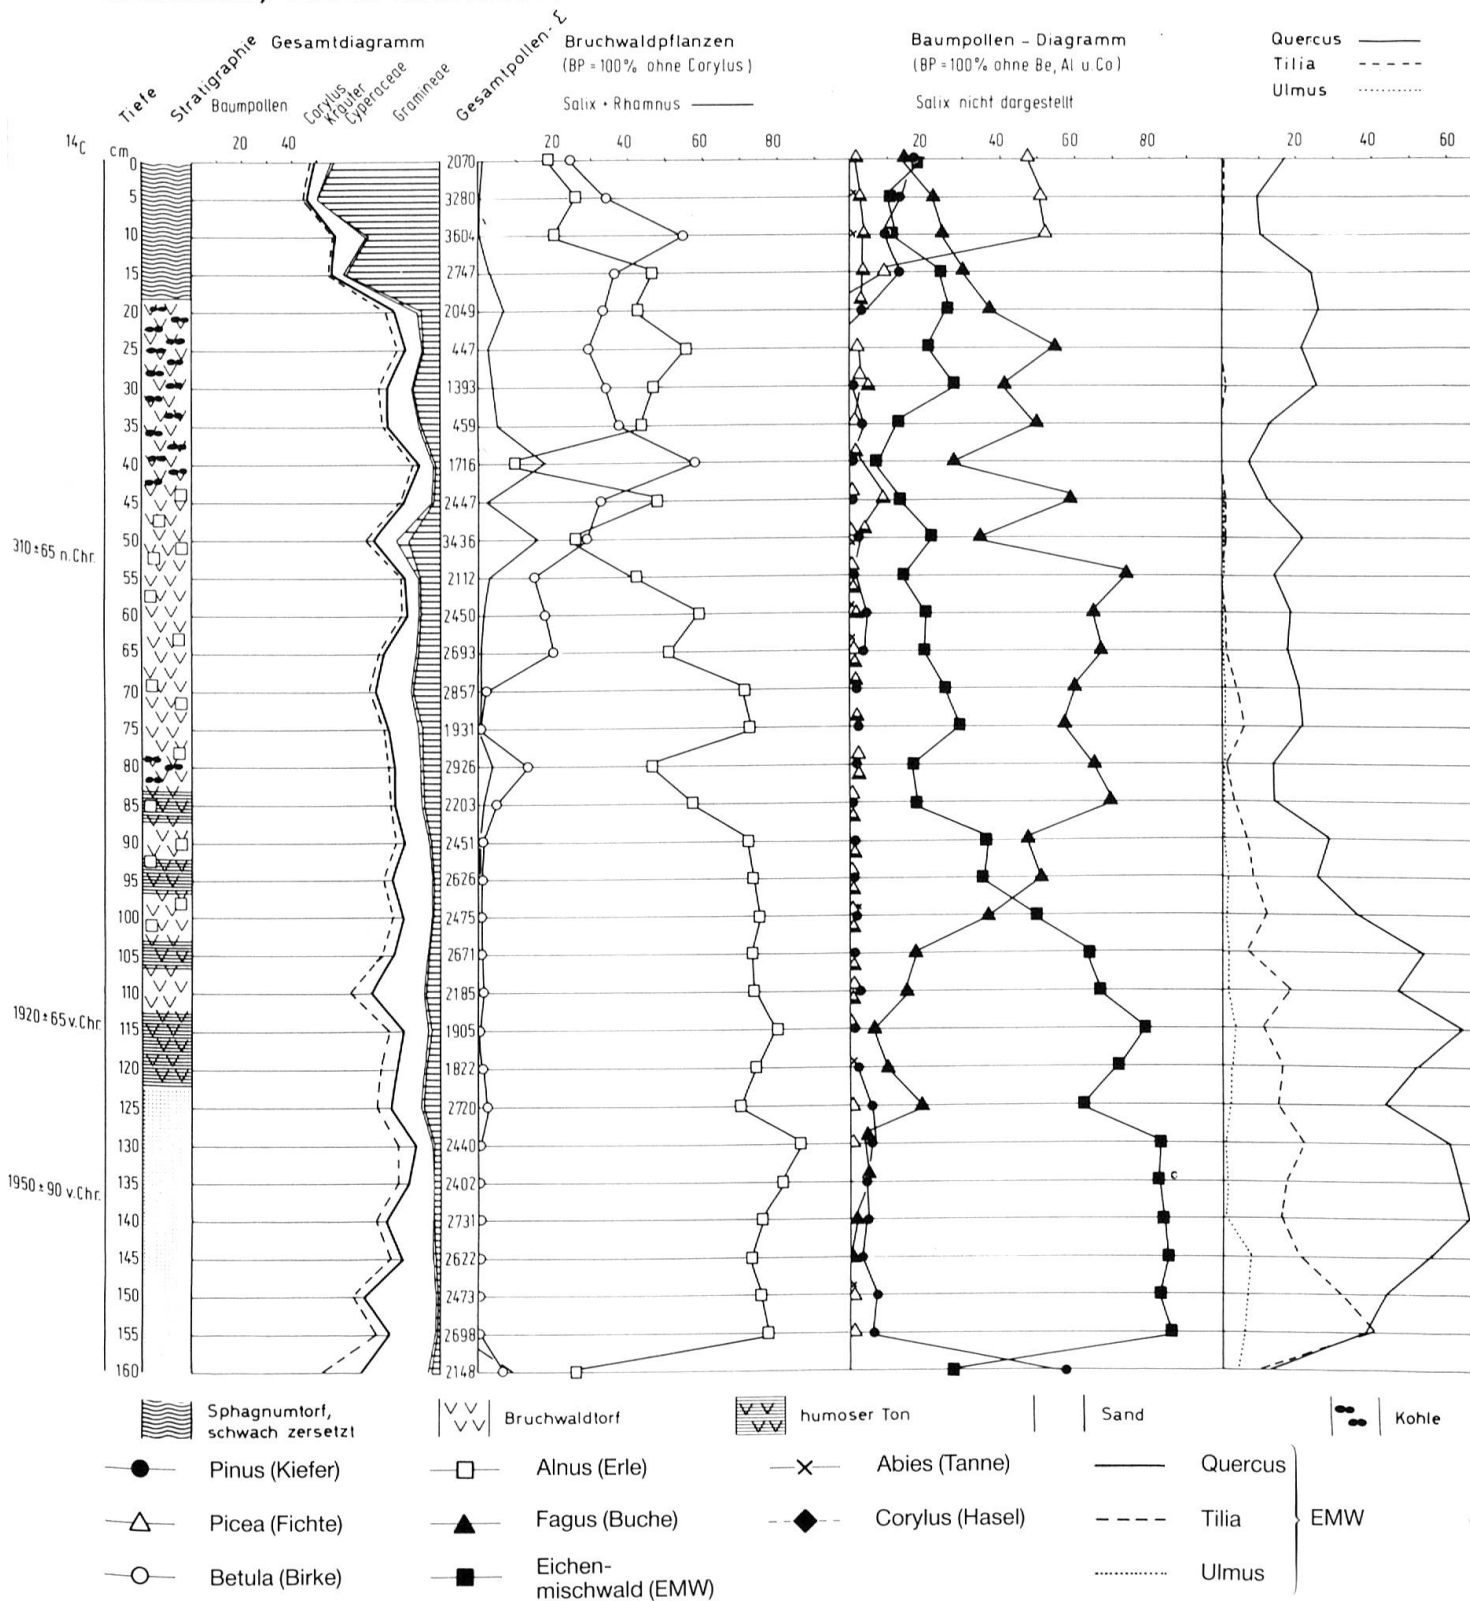 Gesamtdiagramm
Bruchwaldpflanzen
Baumpollen - Diagramm
Quercus
(BP = 100% ohne Corylus)
(BP = 100% ohne Be, Al u. Co)
Tilia
Tiefe
Stratigraphie
Baumpollen
Corylus
Kräuter
Cyperaceae
Gramineae
Gesamtpollen-Σ
Salix + Rhamnus
Salix nicht dargestellt
Ulmus
14C
cm
20 40
20 40 60 80
20 40 60 80
20 40 60
0 2070
5 3280
10 3604
15 2747
20 2049
25 447
30 1393
35 459
40 1716
45 2447
50 3436
310±65 n.Chr.
55 2112
60 2450
65 2693
70 2857
75 1931
80 2926
85 2203
90 2451
95 2626
100 2475
105 2671
110 2185
1920±65 v.Chr.
115 1905
120 1822
125 2720
130 2440
135 2402 c
1950±90 v.Chr.
140 2731
145 2622
150 2473
155 2698
160 2148
Sphagnumtorf,
schwach zersetzt
Bruchwaldtorf
humoser Ton
Sand
Kohle
Pinus (Kiefer)
Alnus (Erle)
Abies (Tanne)
Quercus
Picea (Fichte)
Fagus (Buche)
Corylus (Hasel)
Tilia
EMW
Betula (Birke)
Eichen-
mischwald (EMW)
Ulmus